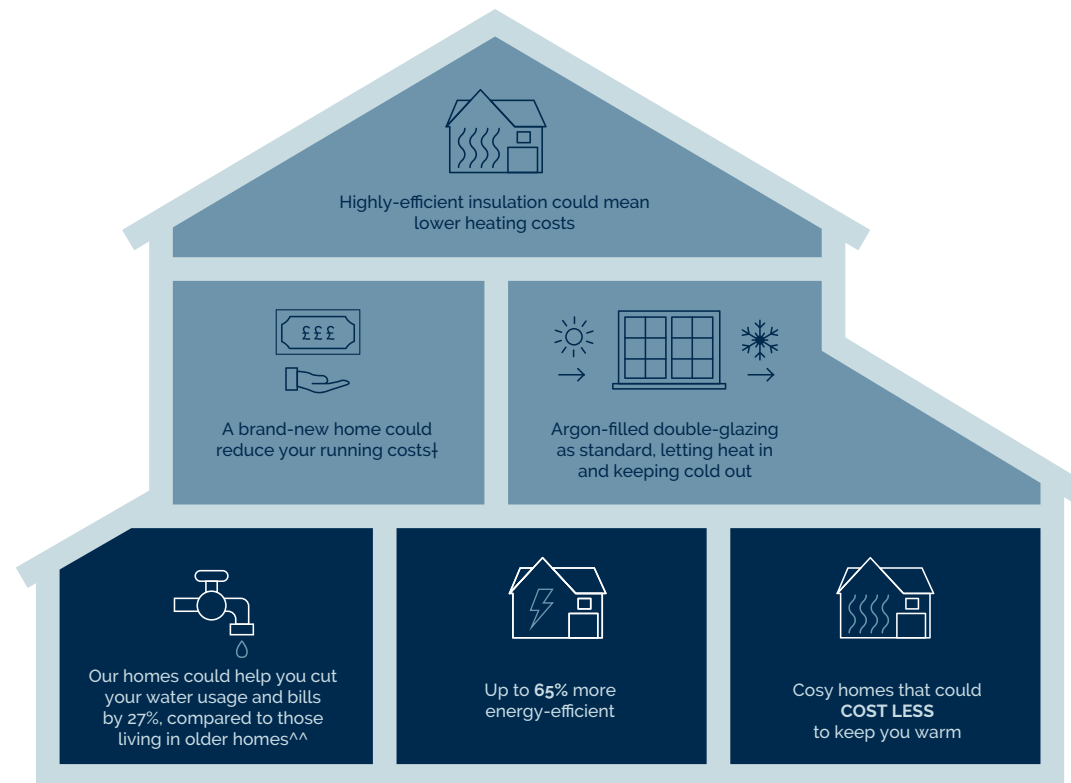 Highly-efficient insulation could mean
lower heating costs
£££
A brand-new home could
reduce your running costs‡
Argon-filled double-glazing
as standard, letting heat in
and keeping cold out
Our homes could help you cut
your water usage and bills
by 27%, compared to those
living in older homes^^
Up to 65% more
energy-efficient
Cosy homes that could
COST LESS
to keep you warm